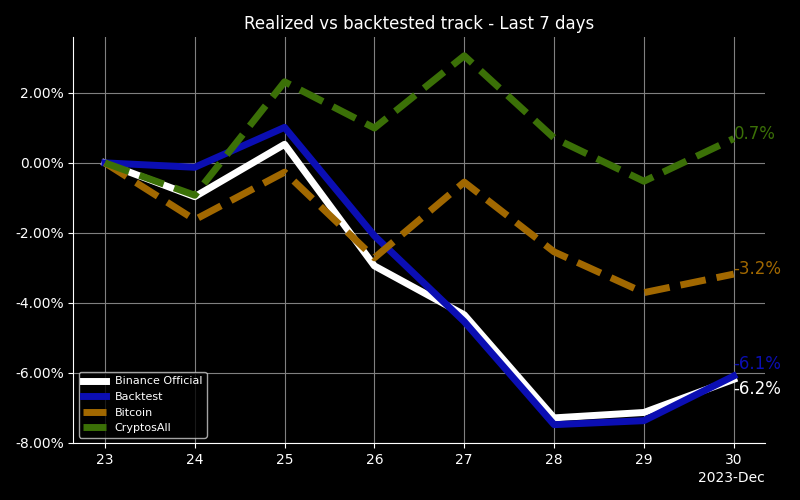 Realized vs backtested track - Last 7 days
2.00%
0.00%
-2.00%
-4.00%
-6.00%
-8.00%
0.7%
-3.2%
-6.1%
-6.2%
Binance Official
Backtest
Bitcoin
CryptosAll
23 24 25 26 27 28 29 30
2023-Dec